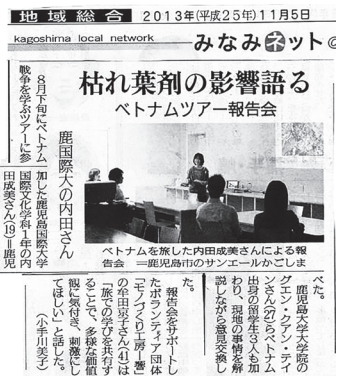 地域総合
2013年(平成25年)11月5日
kagoshima local network
みなみネット
枯れ葉剤の影響語る
ベトナムツアー報告会
鹿国際大の内田さん
8月下旬にベトナム
戦争を学ぶツアーに参
加した鹿児島国際大学
国際文化学科1年の内
田成美さん(19)＝鹿児
ベトナムを旅した内田成美さんによる報
告会＝鹿児島市のサンエールかごしま
べた。
鹿児島大学大学院の
グエン・クアン・テイ
エンさん(27)らベトナム
出身の留学生3人も加
わり、現地の事情を解
説しながら意見交換し
報告会をサポートし
たボランティア団体
「モノづくり工房－響」
の牟田京子さん(41)は
「旅での学びを共有す
ることで、多様な価値
観に気付き、刺激にし
てほしい」と話した。
(小手川美子)